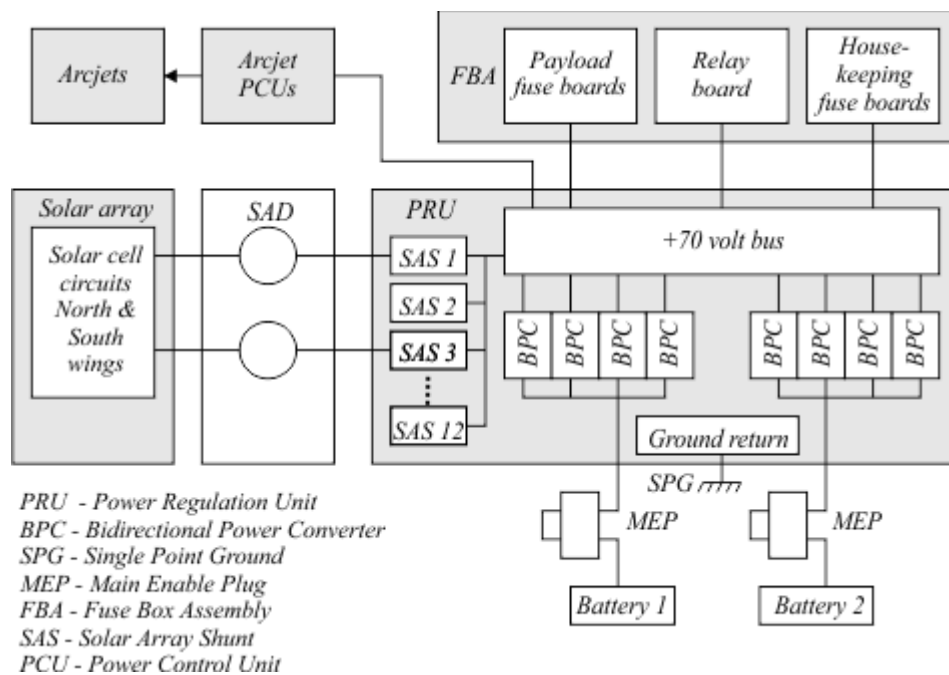 Arcjets
Arcjet
PCUs
FBA
Payload
fuse boards
Relay
board
House-
keeping
fuse boards
Solar array
Solar cell
circuits
North &
South
wings
SAD
PRU
SAS 1
SAS 2
SAS 3
SAS 12
+70 volt bus
BPC
BPC
BPC
BPC
BPC
BPC
BPC
BPC
Ground return
SPG
MEP
MEP
Battery 1
Battery 2
PRU - Power Regulation Unit
BPC - Bidirectional Power Converter
SPG - Single Point Ground
MEP - Main Enable Plug
FBA - Fuse Box Assembly
SAS - Solar Array Shunt
PCU - Power Control Unit